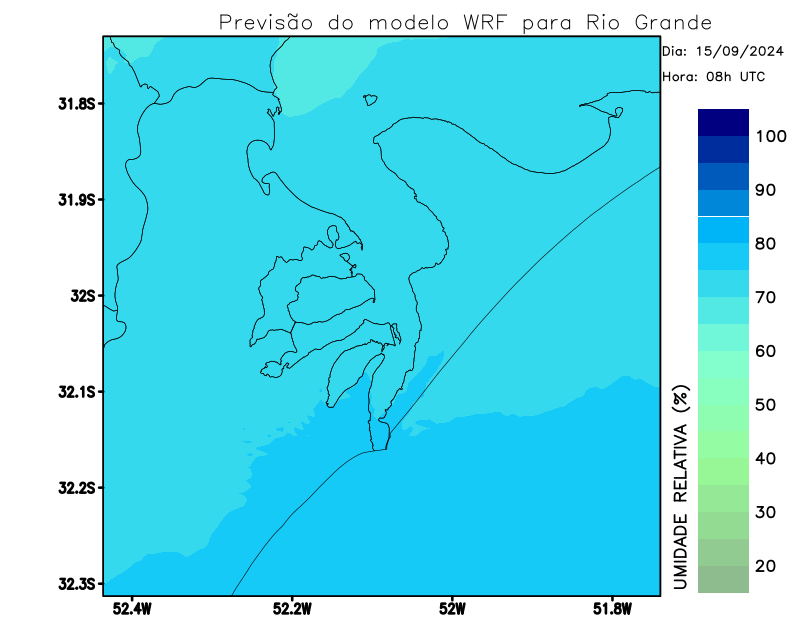 Previsão do modelo WRF para Rio Grande
Dia: 15/09/2024
Hora: 08h UTC
31.8S
31.9S
32S
32.1S
32.2S
32.3S
52.4W
52.2W
52W
51.8W
UMIDADE RELATIVA (%)
100
90
80
70
60
50
40
30
20